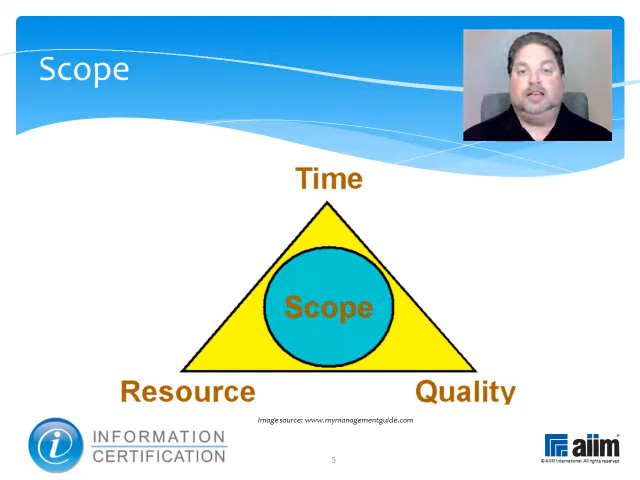 Scope
Time
Scope
Resource
Quality
Image source: www.mymanagementguide.com
i
INFORMATION
CERTIFICATION
5
aiim
© AIIM International. All rights reserved